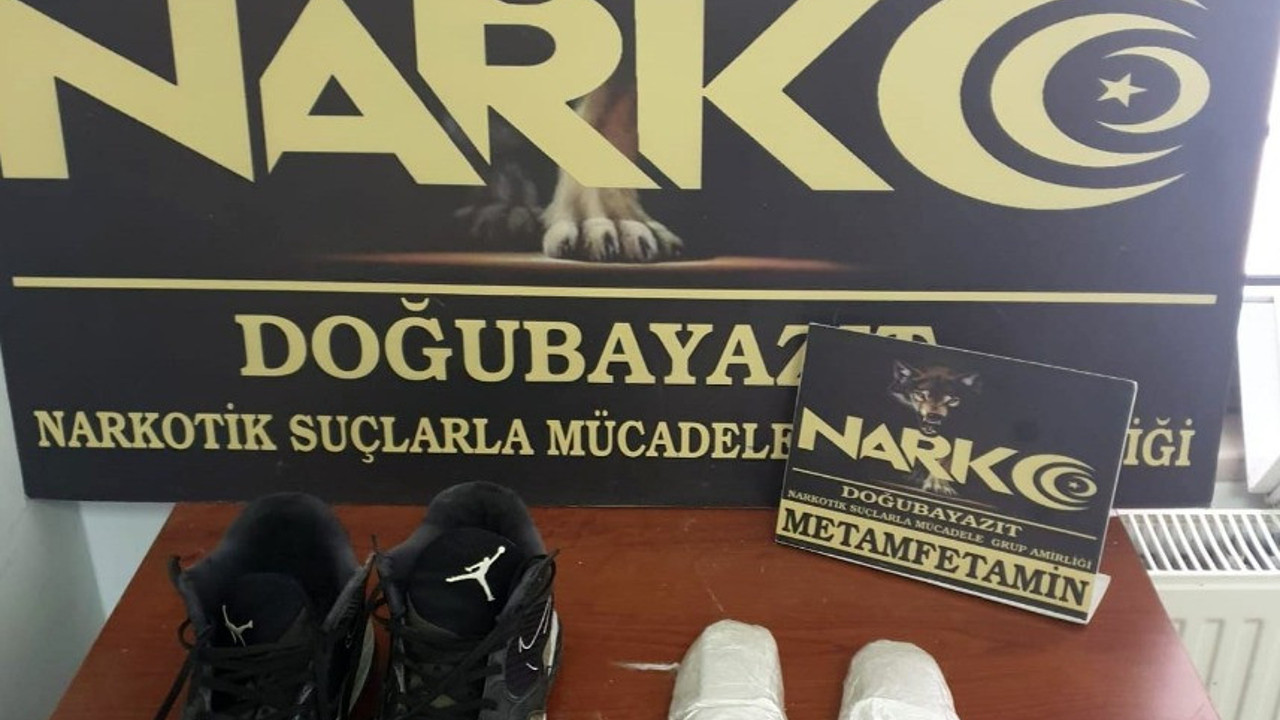 NARKO
DOĞUBAYAZIT
NARKOTİK SUÇLARLA MÜCADELE İĞİ
NARKO
DOĞUBAYAZIT
NARKOTİK SUÇLARLA MÜCADELE GRUP AMİRLİĞİ
METAMFETAMİN